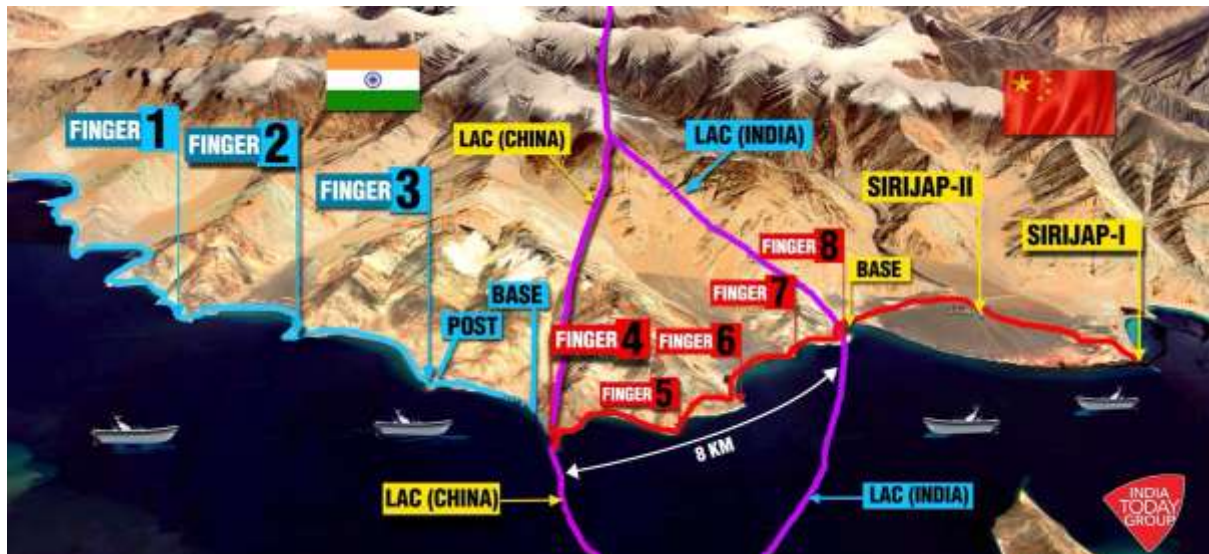 FINGER 1
FINGER 2
FINGER 3
LAC (CHINA)
LAC (INDIA)
SIRIJAP-II
SIRIJAP-I
FINGER 8
BASE
FINGER 7
BASE
POST
FINGER 4
FINGER 6
FINGER 5
8 KM
LAC (CHINA)
LAC (INDIA)
INDIA
TODAY
GROUP